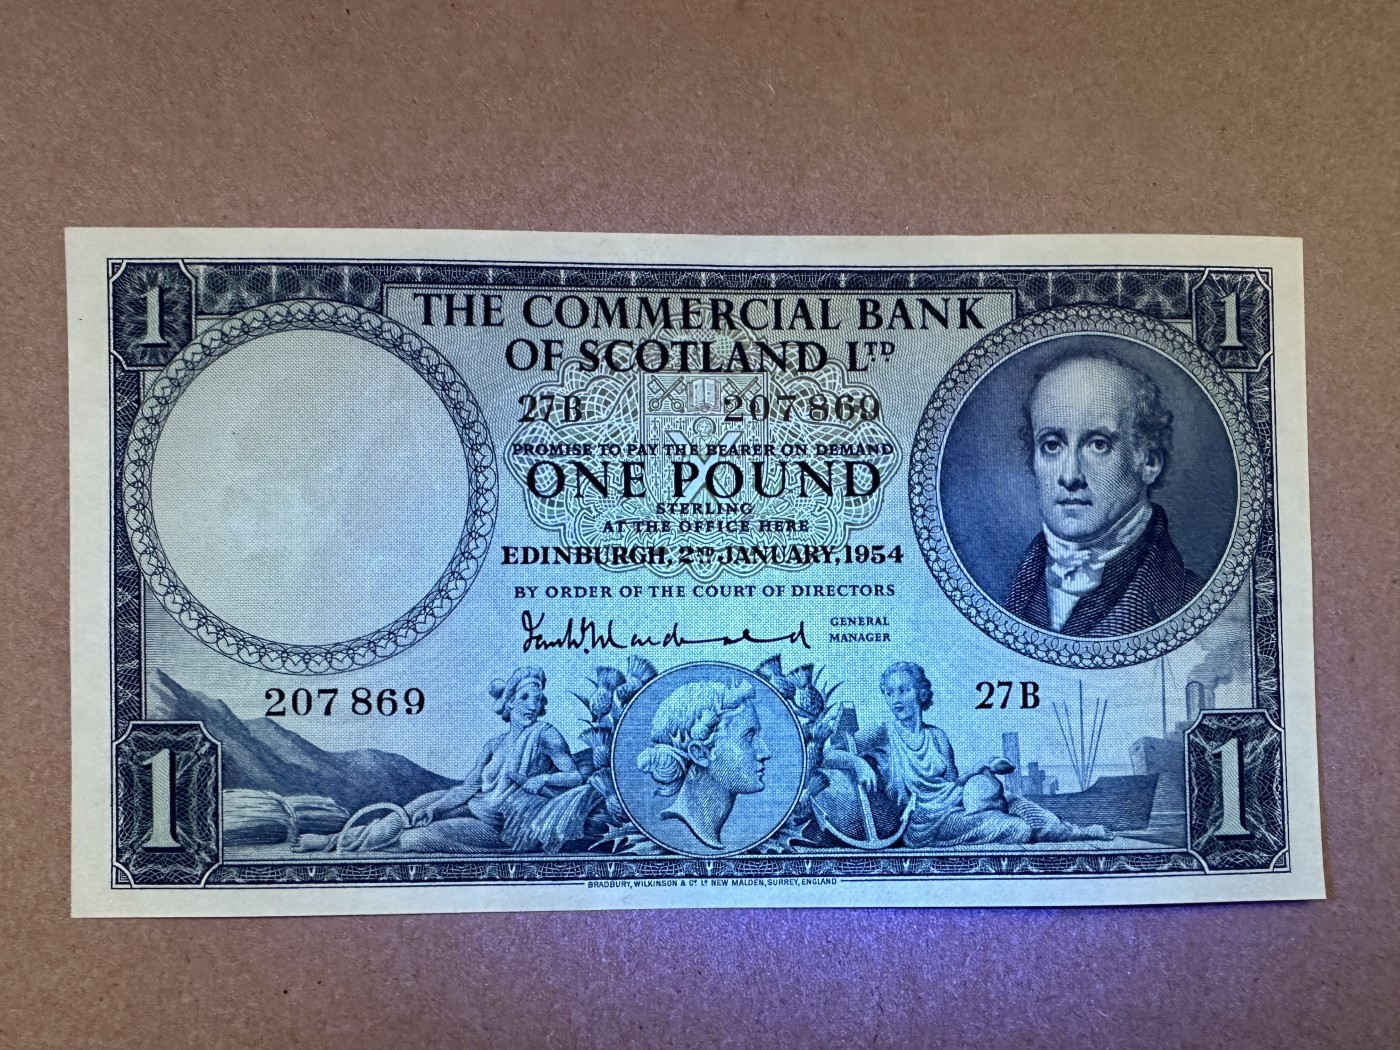 1 1
THE COMMERCIAL BANK
OF SCOTLAND LTD
27B 207869
PROMISE TO PAY THE BEARER ON DEMAND
ONE POUND
STERLING
AT THE OFFICE HERE
EDINBURGH, 2ND JANUARY, 1954
BY ORDER OF THE COURT OF DIRECTORS
GENERAL
MANAGER
207869 27B
1 1
BRADBURY, WILKINSON & Co. Ld. NEW MALDEN, SURREY, ENGLAND